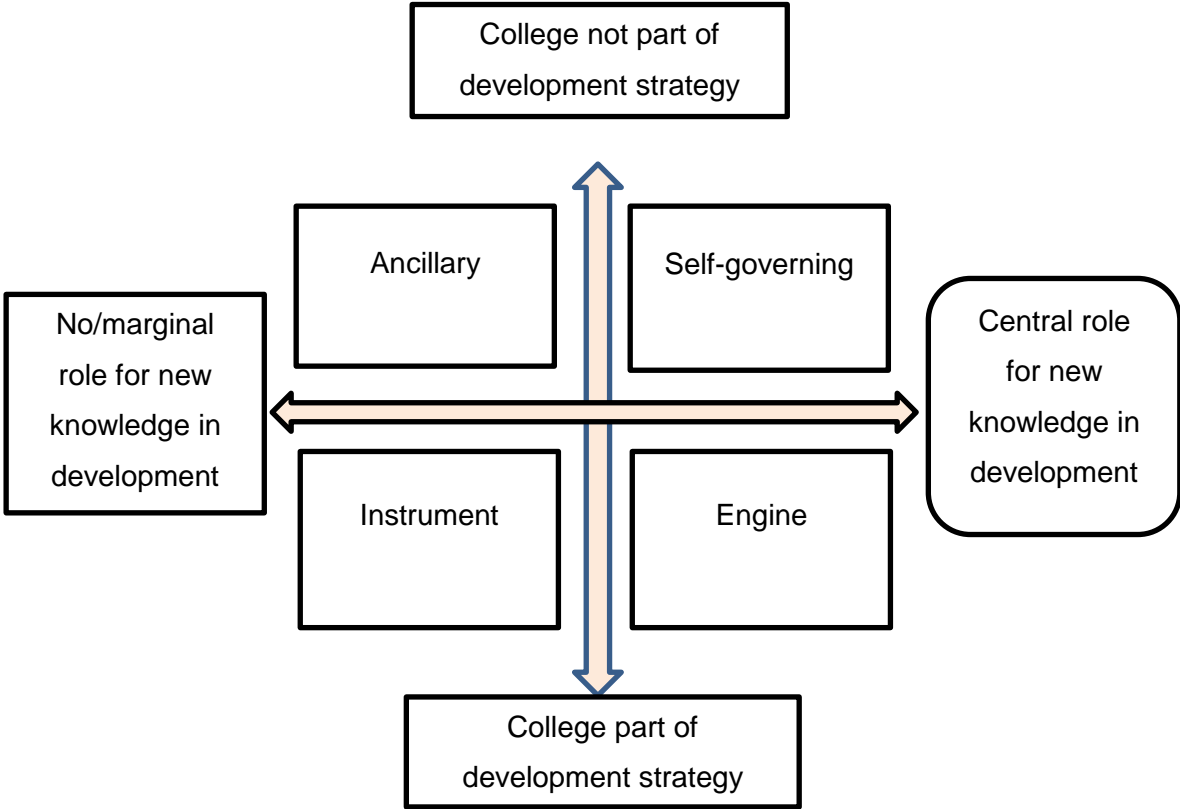 College not part of
development strategy
Ancillary
Self-governing
No/marginal
role for new
knowledge in
development
Central role
for new
knowledge in
development
Instrument
Engine
College part of
development strategy